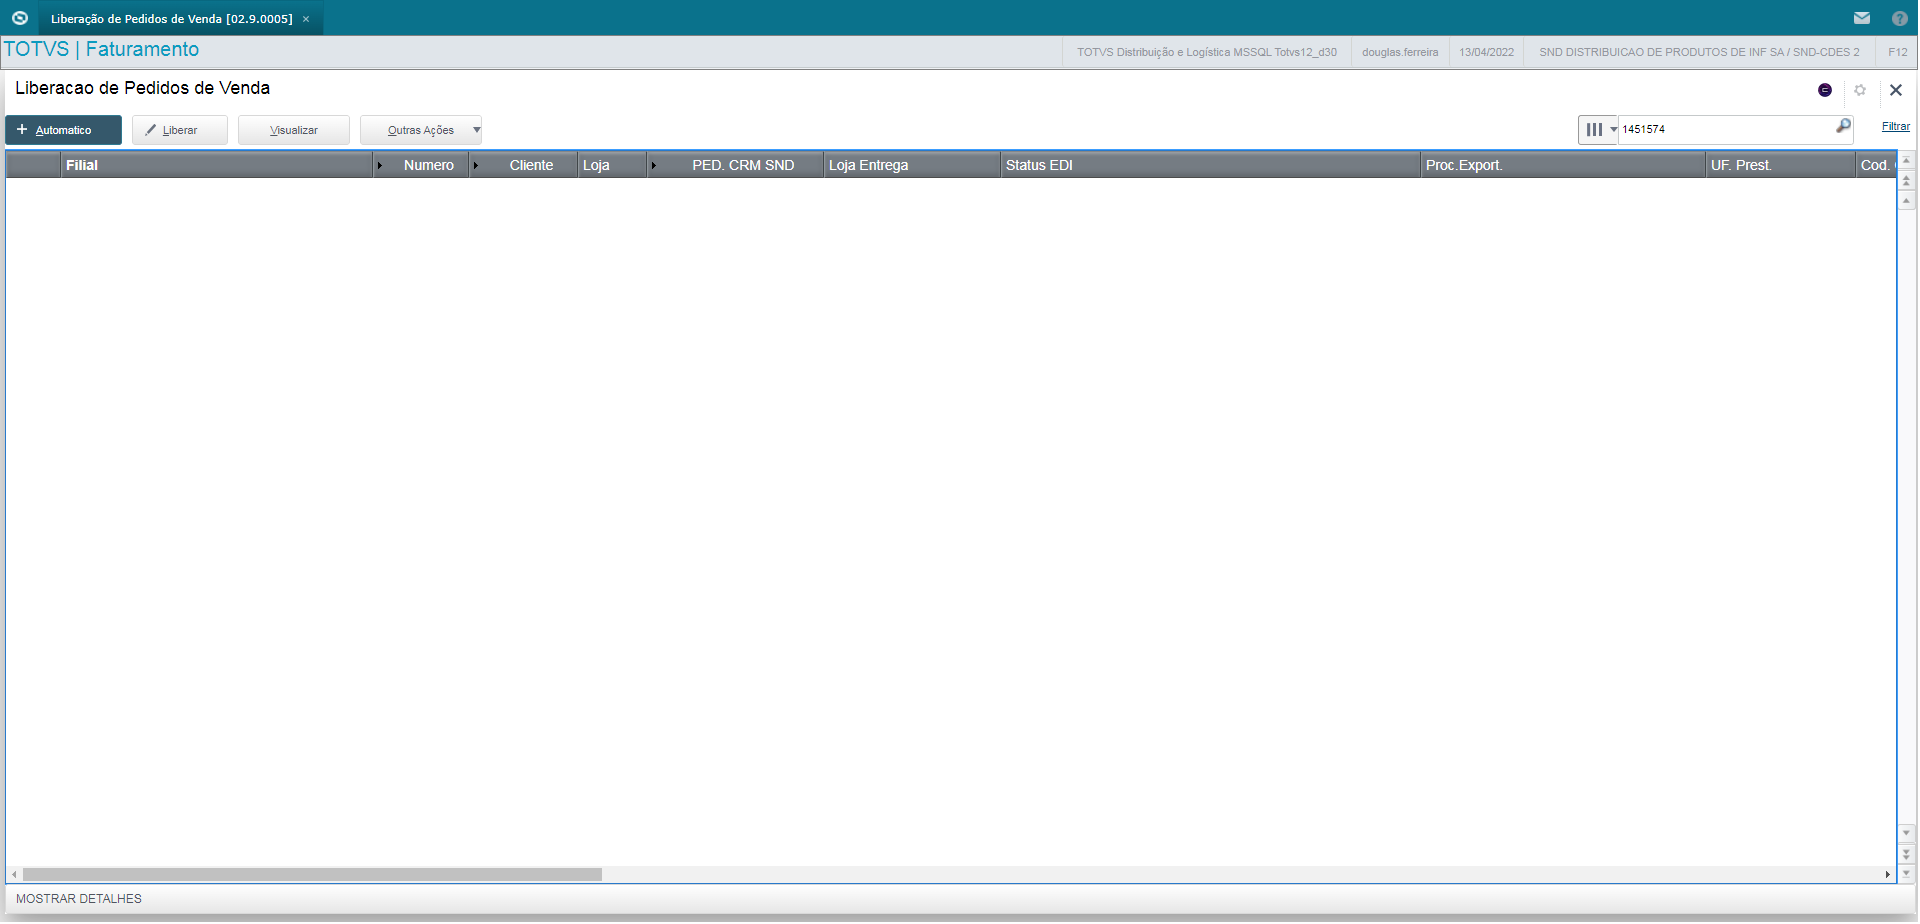 Liberação de Pedidos de Venda [02.9.0005] ×
TOTVS | Faturamento
TOTVS Distribuição e Logística MSSQL Totvs12_d30 douglas.ferreira 13/04/2022 SND DISTRIBUICAO DE PRODUTOS DE INF SA / SND-CDES 2 F12
Liberacao de Pedidos de Venda
+ Automatico Liberar Visualizar Outras Ações 1451574 Filtrar
Filial Numero Cliente Loja PED. CRM SND Loja Entrega Status EDI Proc.Export. UF. Prest. Cod.
MOSTRAR DETALHES